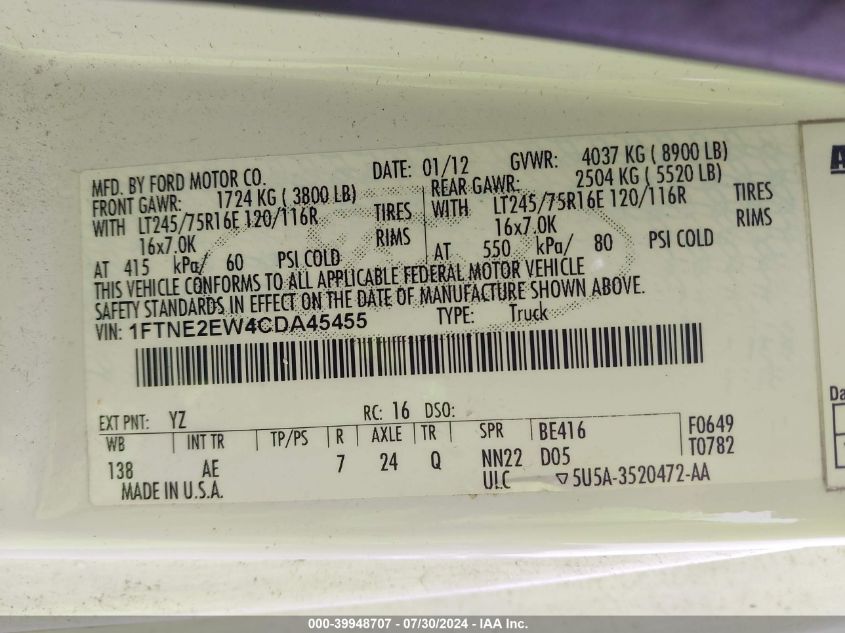 MFD. BY FORD MOTOR CO. DATE: 01/12 GVWR: 4037 KG ( 8900 LB)
FRONT GAWR: 1724 KG ( 3800 LB) REAR GAWR: 2504 KG ( 5520 LB)
WITH LT245/75R16E 120/116R TIRES WITH LT245/75R16E 120/116R TIRES
16x7.0K RIMS 16x7.0K RIMS
AT 415 kPa/ 60 PSI COLD AT 550 kPa/ 80 PSI COLD
THIS VEHICLE CONFORMS TO ALL APPLICABLE FEDERAL MOTOR VEHICLE
SAFETY STANDARDS IN EFFECT ON THE DATE OF MANUFACTURE SHOWN ABOVE.
VIN: 1FTNE2EW4CDA45455 TYPE: Truck
EXT PNT: YZ RC: 16 DSO:
WB INT TR TP/PS R AXLE TR SPR BE416 F0649
138 AE 7 24 Q NN22 D05 T0782
MADE IN U.S.A. ULC ▽5U5A-3520472-AA
Da
000-39948707 - 07/30/2024 - IAA Inc.